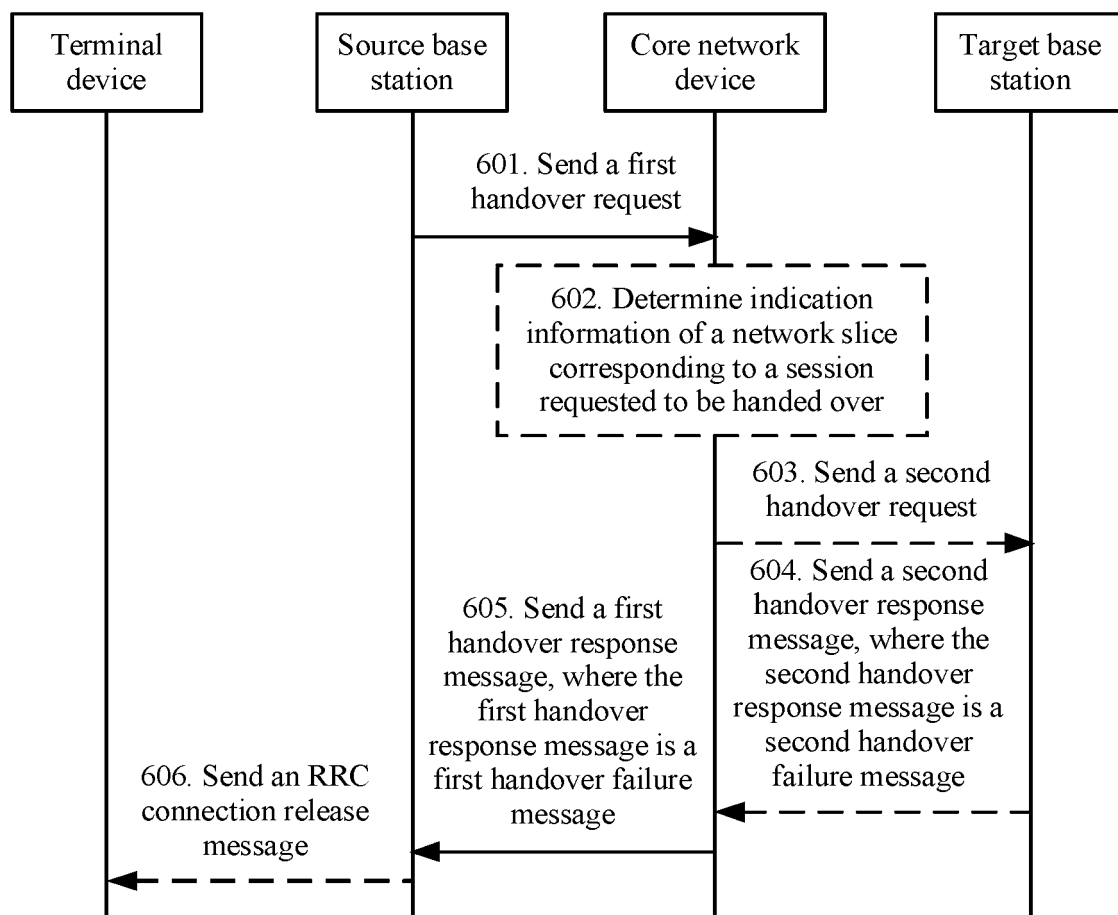 Terminal
device
Source base
station
Core network
device
Target base
station
601. Send a first
handover request
602. Determine indication
information of a network slice
corresponding to a session
requested to be handed over
603. Send a second
handover request
604. Send a second
handover response
message, where the
second handover
response message is a
second handover
failure message
605. Send a first
handover response
message, where the
first handover
response message is a
first handover failure
message
606. Send an RRC
connection release
message